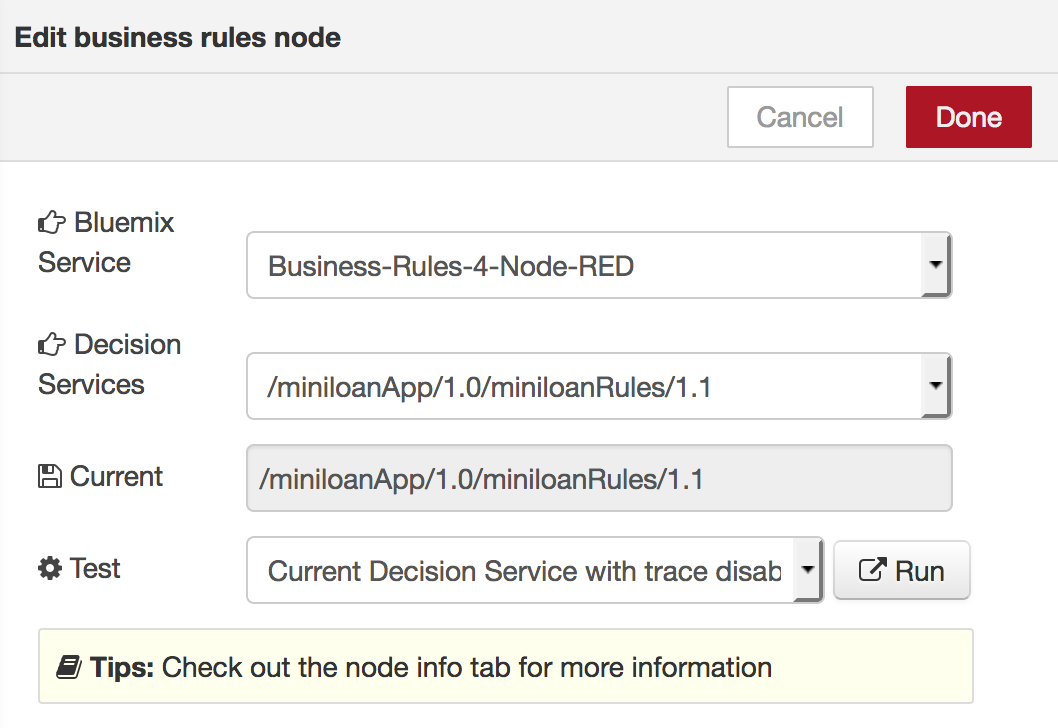 Edit business rules node
Cancel
Done
Bluemix
Service
Business-Rules-4-Node-RED
Decision
Services
/miniloanApp/1.0/miniloanRules/1.1
Current
/miniloanApp/1.0/miniloanRules/1.1
Test
Current Decision Service with trace disab
Run
Tips: Check out the node info tab for more information